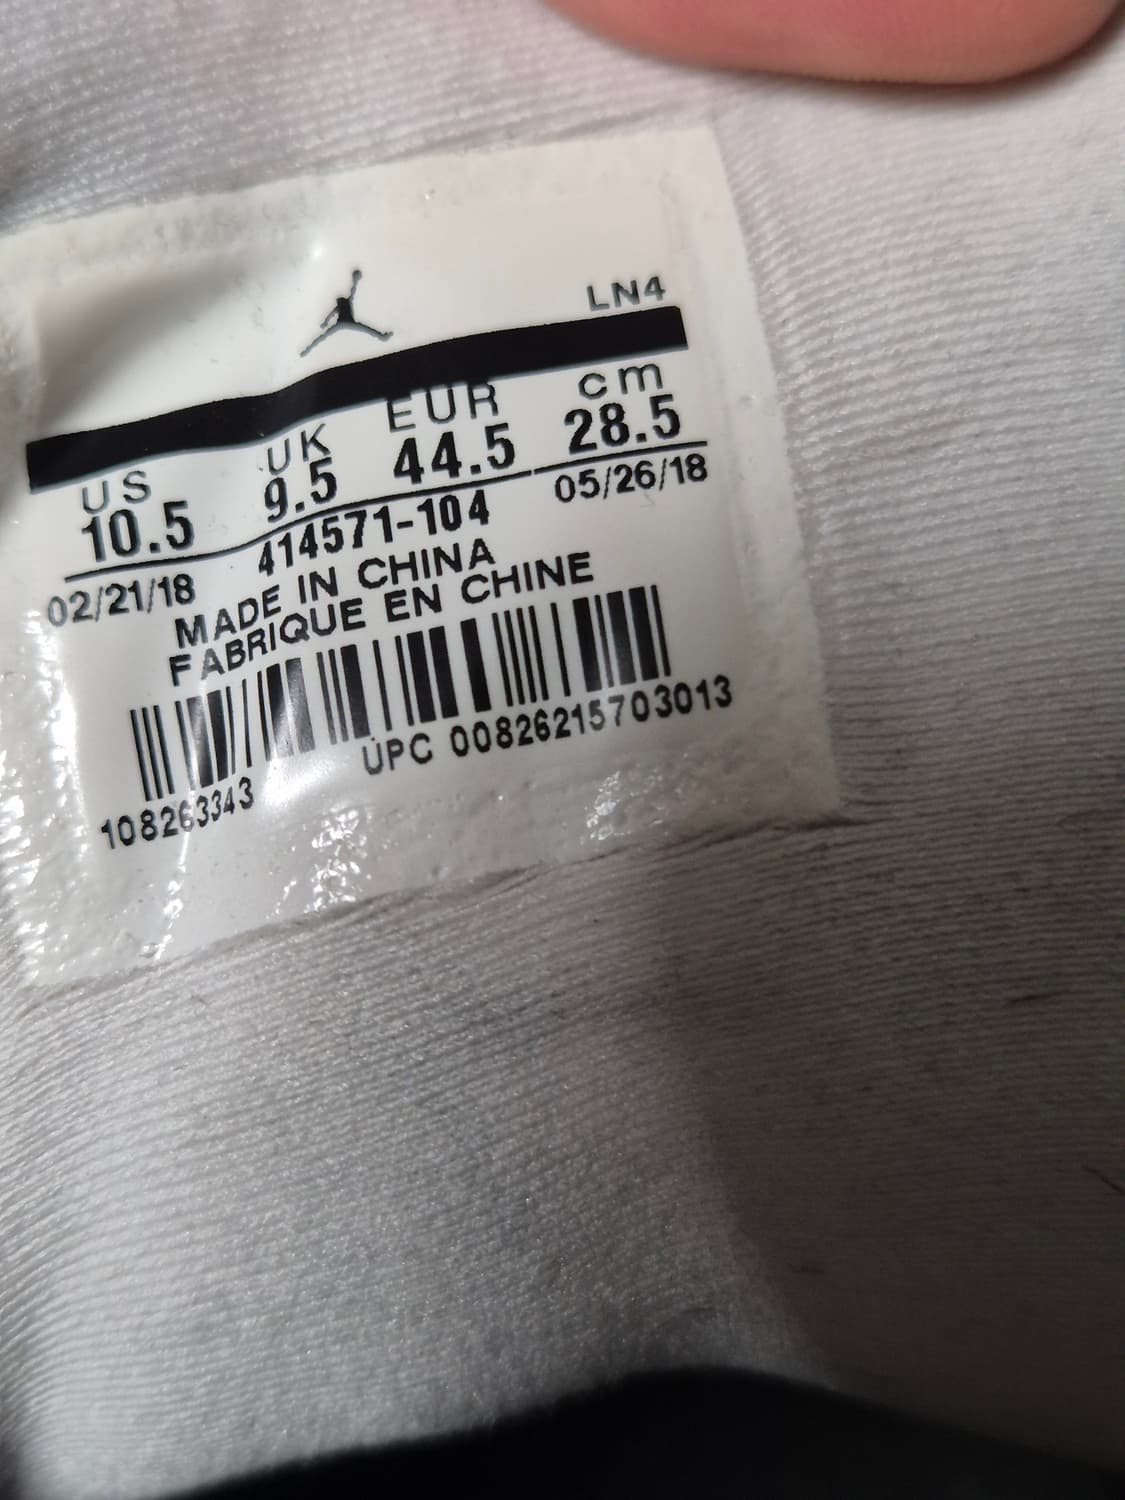 LN4
US UK EUR cm
10.5 9.5 44.5 28.5
02/21/18 414571-104 05/26/18
MADE IN CHINA
FABRIQUE EN CHINE
108263343 UPC 00826215703013